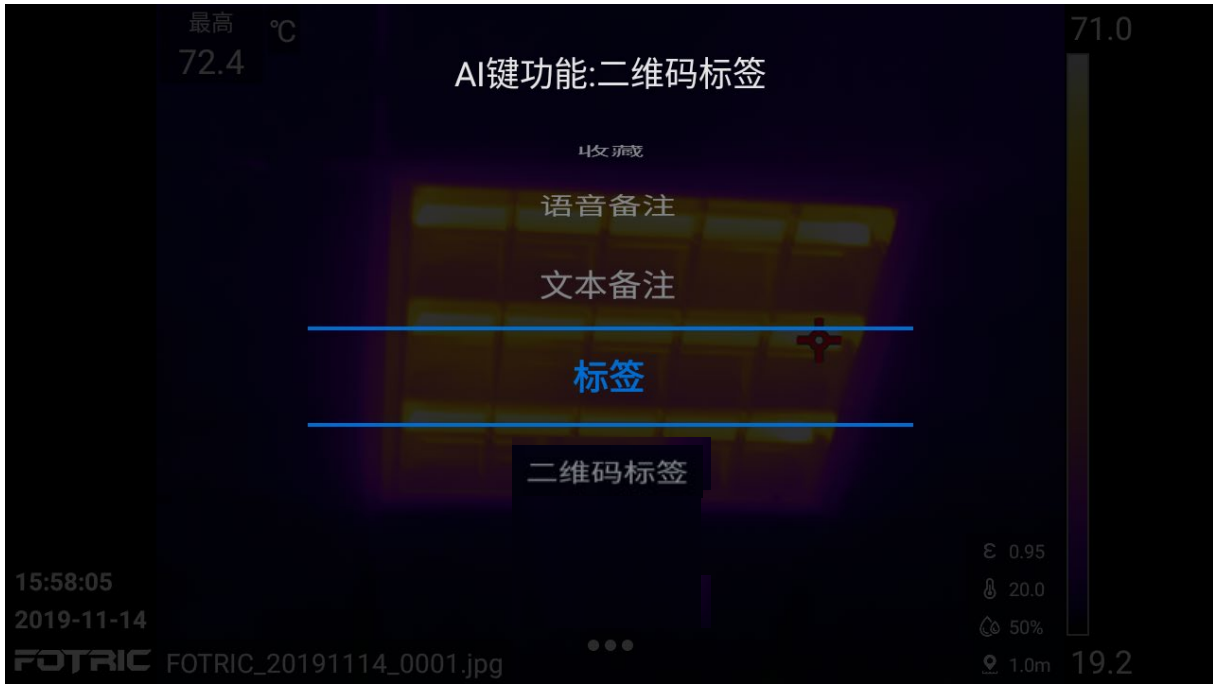 最高 ℃
72.4
71.0
AI键功能:二维码标签
收藏
语音备注
文本备注
标签
二维码标签
ε 0.95
15:58:05
20.0
2019-11-14
50%
FOTRIC FOTRIC_20191114_0001.jpg
1.0m 19.2